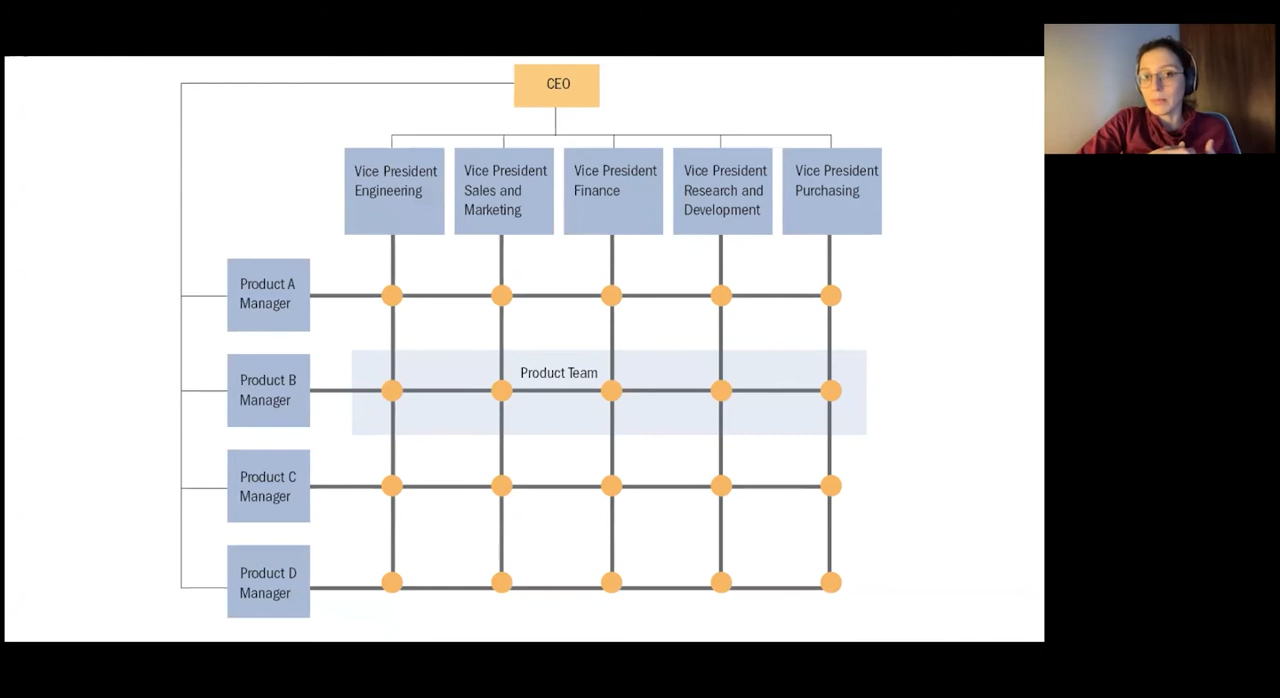 CEO
Vice President
Engineering
Vice President
Sales and
Marketing
Vice President
Finance
Vice President
Research and
Development
Vice President
Purchasing
Product A
Manager
Product B
Manager
Product Team
Product C
Manager
Product D
Manager